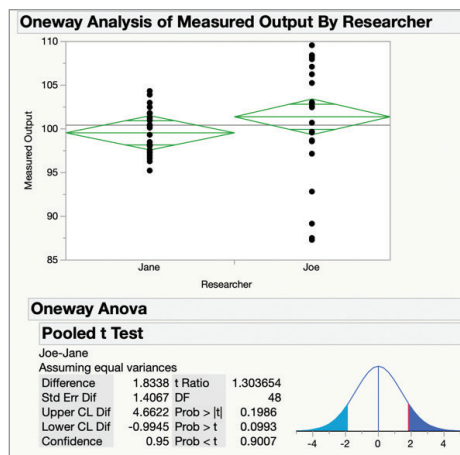 Oneway Analysis of Measured Output By Researcher
110
105
100
95
90
85
Measured Output
Jane Joe
Researcher
Oneway Anova
Pooled t Test
Joe-Jane
Assuming equal variances
Difference 1.8338 t Ratio 1.303654
Std Err Dif 1.4067 DF 48
Upper CL Dif 4.6622 Prob > |t| 0.1986
Lower CL Dif -0.9945 Prob > t 0.0993
Confidence 0.95 Prob < t 0.9007
-4 -2 0 2 4